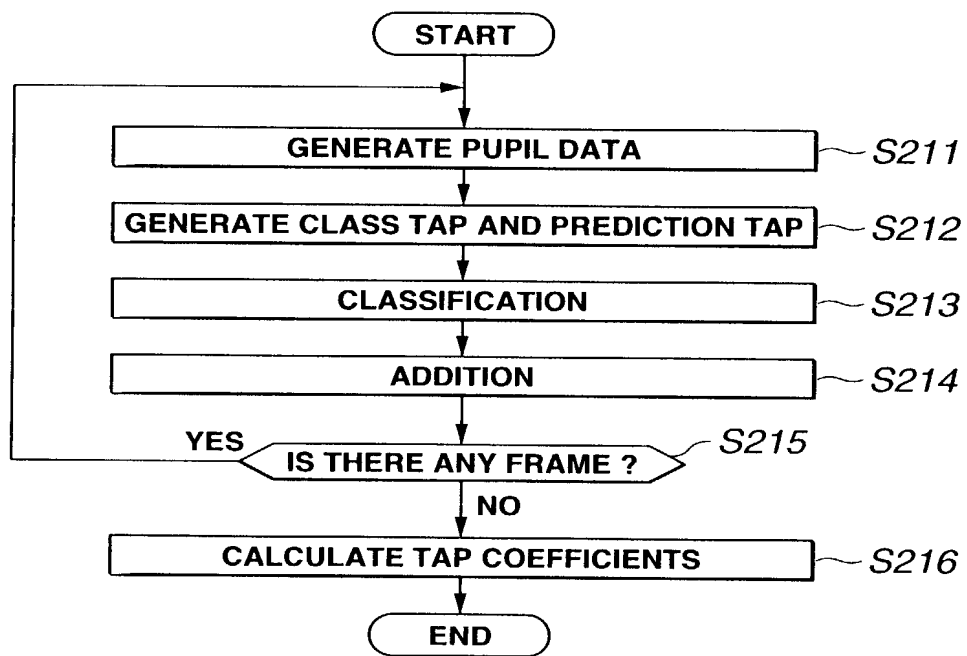 START
GENERATE PUPIL DATA
S211
GENERATE CLASS TAP AND PREDICTION TAP
S212
CLASSIFICATION
S213
ADDITION
S214
YES
IS THERE ANY FRAME ?
S215
NO
CALCULATE TAP COEFFICIENTS
S216
END